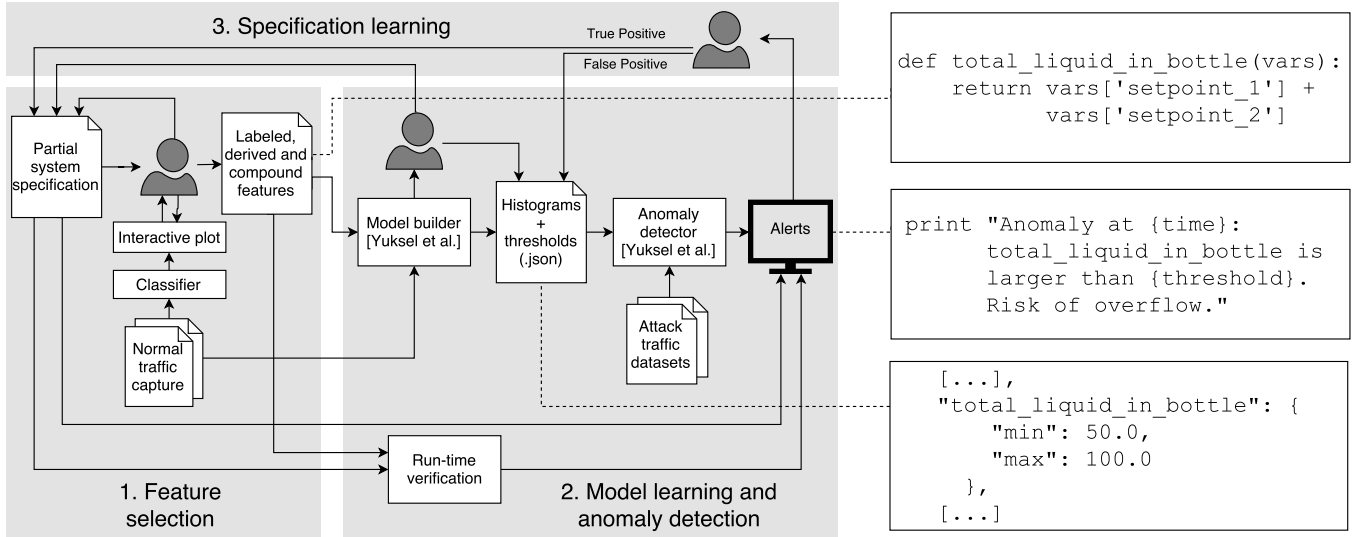 3. Specification learning
True Positive
False Positive
Partial
system
specification
Labeled,
derived and
compound
features
Interactive plot
Classifier
Normal
traffic
capture
1. Feature
selection
Model builder
[Yuksel et al.]
Histograms
+
thresholds
(.json)
Anomaly
detector
[Yuksel et al.]
Alerts
Attack
traffic
datasets
Run-time
verification
2. Model learning and
anomaly detection
def total_liquid_in_bottle(vars):
return vars['setpoint_1'] +
vars['setpoint_2']
print "Anomaly at {time}:
total_liquid_in_bottle is
larger than {threshold}.
Risk of overflow."
[...],
"total_liquid_in_bottle": {
"min": 50.0,
"max": 100.0
},
[...]